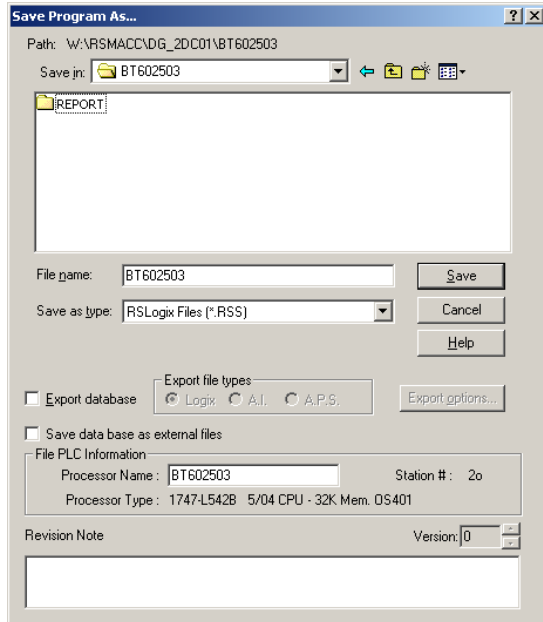 Save Program As...
Path: W:\RSMACC\DG_2DC01\BT602503
Save in: BT602503
REPORT
File name: BT602503 Save
Save as type: RSLogix Files (*.RSS) Cancel
Help
Export file types
Export database Logix A.I. A.P.S. Export options...
Save data base as external files
File PLC Information
Processor Name : BT602503 Station # : 2o
Processor Type : 1747-L542B 5/04 CPU - 32K Mem. OS401
Revision Note Version: 0